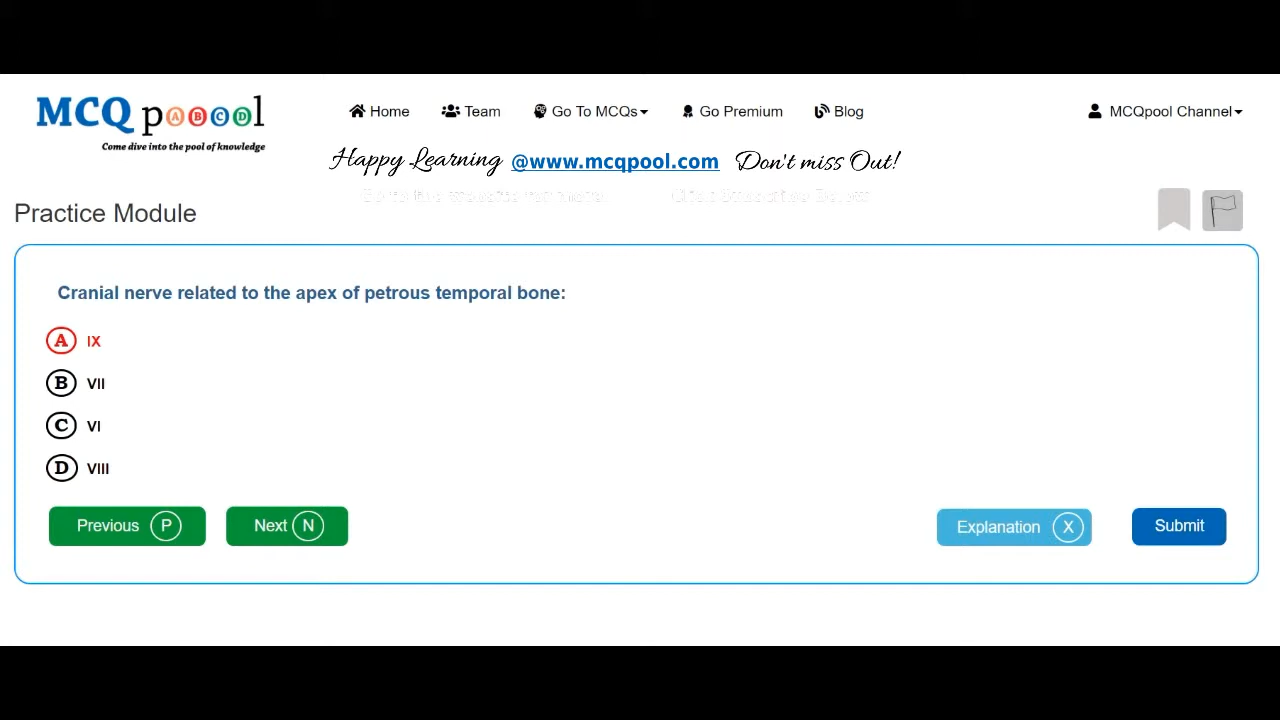 MCQ pABCDl
Come dive into the pool of knowledge
Home Team Go To MCQs Go Premium Blog MCQpool Channel
Happy Learning @www.mcqpool.com Don't miss Out!
Practice Module
Cranial nerve related to the apex of petrous temporal bone:
A IX
B VII
C VI
D VIII
Previous P Next N Explanation X Submit